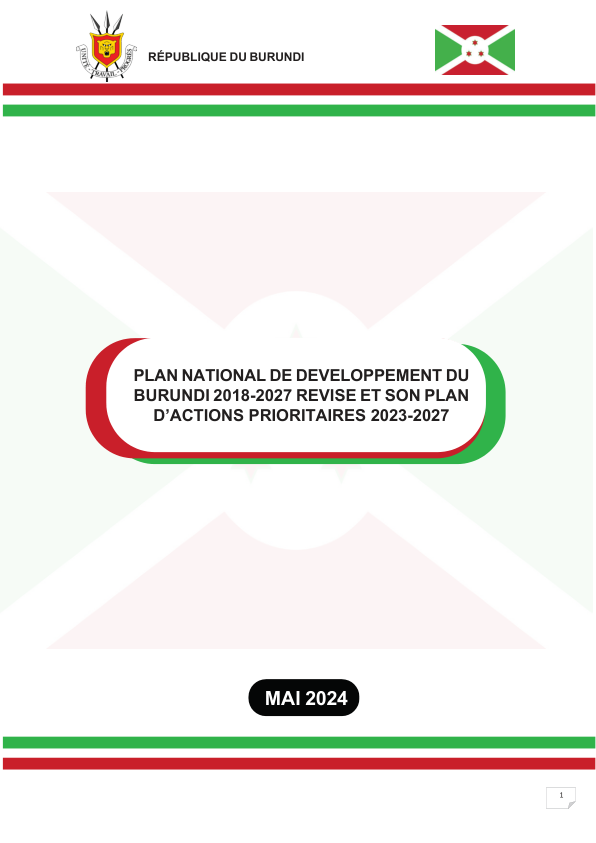 UNITÉ TRAVAIL PROGRÈS
RÉPUBLIQUE DU BURUNDI
PLAN NATIONAL DE DEVELOPPEMENT DU
BURUNDI 2018-2027 REVISE ET SON PLAN
D’ACTIONS PRIORITAIRES 2023-2027
MAI 2024
1